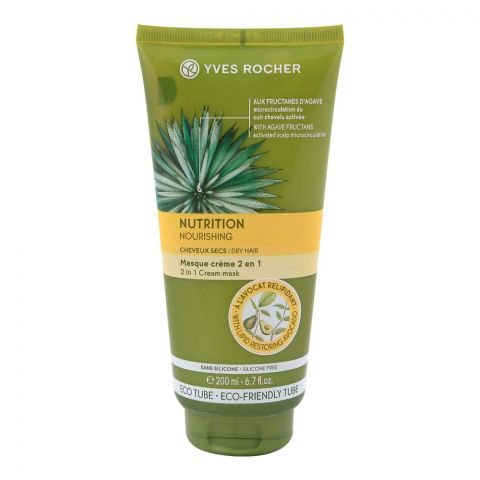 YVES ROCHER
AUX FRUCTANES D'AGAVE
microcirculation du
cuir chevelu activée
WITH AGAVE FRUCTANS
activated scalp microcirculation
NUTRITION
NOURISHING
CHEVEUX SECS | DRY HAIR
Masque crème 2 en 1
2 in 1 Cream mask
À L'AVOCAT RELIPIDANT
WITH LIPID RESTORING AVOCADO
SANS SILICONE • SILICONE FREE
℮ 200 ml • 6.7 fl.oz.
ECO TUBE • ECO-FRIENDLY TUBE